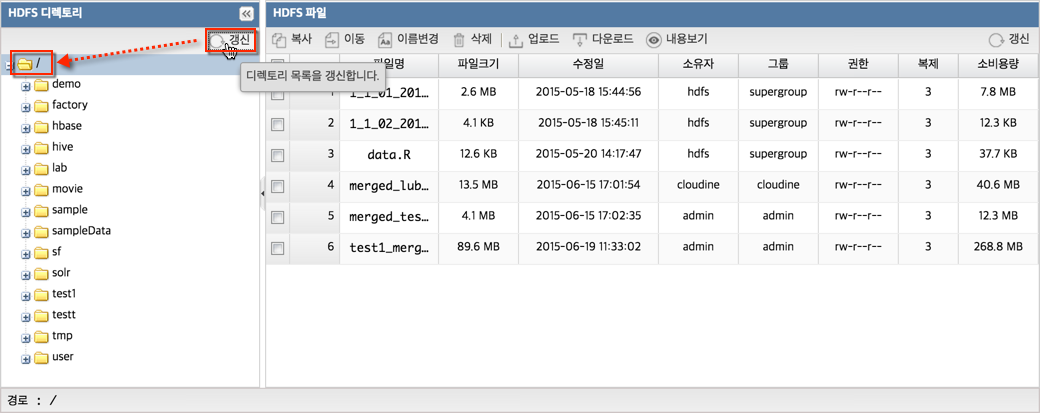 HDFS 디렉토리
갱신
/
demo
factory
hbase
hive
lab
movie
sample
sampleData
sf
solr
test1
testt
tmp
user
디렉토리 목록을 갱신합니다.
HDFS 파일
복사 이동 이름변경 삭제 업로드 다운로드 내용보기 갱신
파일명 파일크기 수정일 소유자 그룹 권한 복제 소비용량
1 1_1_01_201... 2.6 MB 2015-05-18 15:44:56 hdfs supergroup rw-r--r-- 3 7.8 MB
2 1_1_02_201... 4.1 KB 2015-05-18 15:45:11 hdfs supergroup rw-r--r-- 3 12.3 KB
3 data.R 12.6 KB 2015-05-20 14:17:47 hdfs supergroup rw-r--r-- 3 37.7 KB
4 merged_lub... 13.5 MB 2015-06-15 17:01:54 cloudine cloudine rw-r--r-- 3 40.6 MB
5 merged_tes... 4.1 MB 2015-06-15 17:02:35 admin admin rw-r--r-- 3 12.3 MB
6 test1_merg... 89.6 MB 2015-06-19 11:33:02 admin admin rw-r--r-- 3 268.8 MB
경로 : /